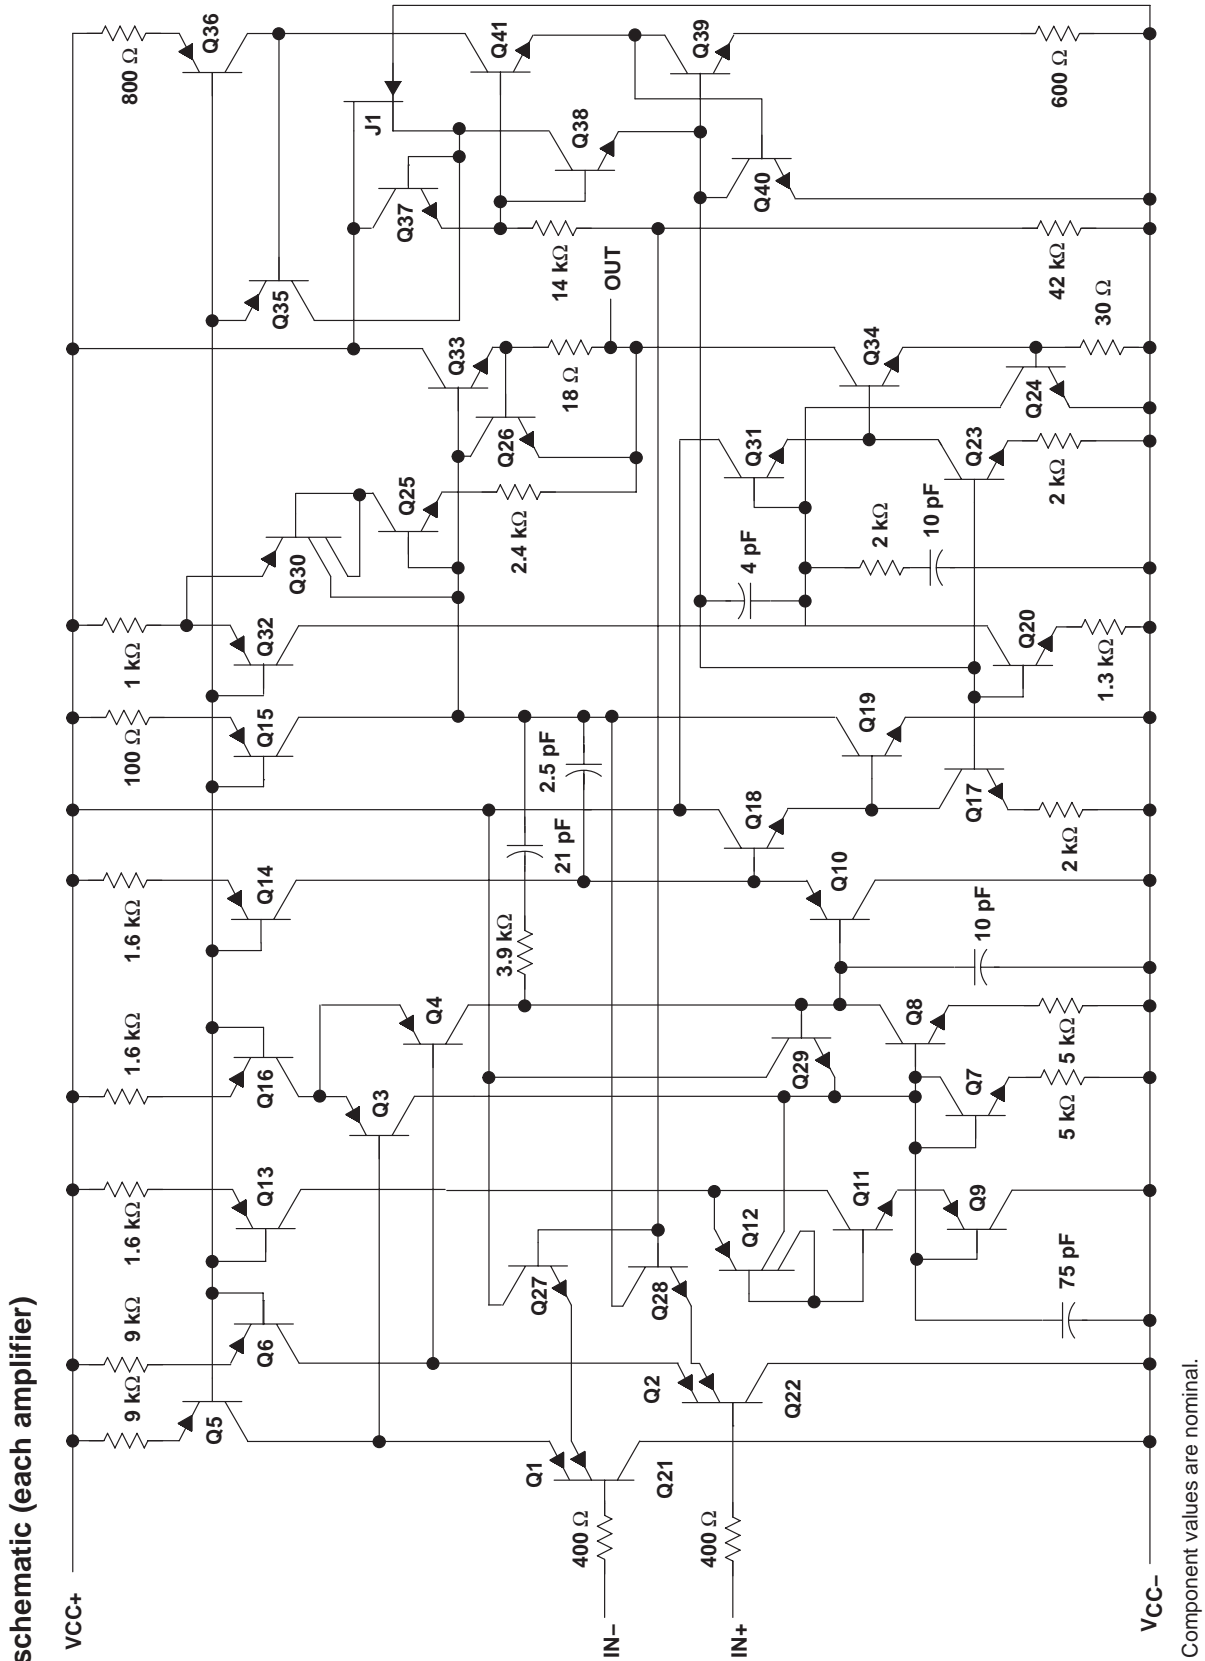 schematic (each amplifier)
VCC+
9 kΩ
9 kΩ
1.6 kΩ
1.6 kΩ
1.6 kΩ
100 Ω
1 kΩ
800 Ω
Q5
Q6
Q13
Q16
Q14
Q15
Q32
Q30
Q35
Q36
Q3
Q4
Q25
Q37
J1
Q33
Q26
Q41
Q1
Q2
Q27
Q28
3.9 kΩ
21 pF
2.5 pF
2.4 kΩ
18 Ω
OUT
14 kΩ
Q38
Q39
IN−
400 Ω
Q21
IN+
400 Ω
Q22
Q12
Q11
Q29
Q10
Q18
Q19
4 pF
Q31
Q34
Q40
Q9
Q7
Q8
Q17
Q20
2 kΩ
10 pF
Q23
Q24
75 pF
5 kΩ
5 kΩ
10 pF
2 kΩ
1.3 kΩ
2 kΩ
30 Ω
42 kΩ
600 Ω
VCC−
Component values are nominal.